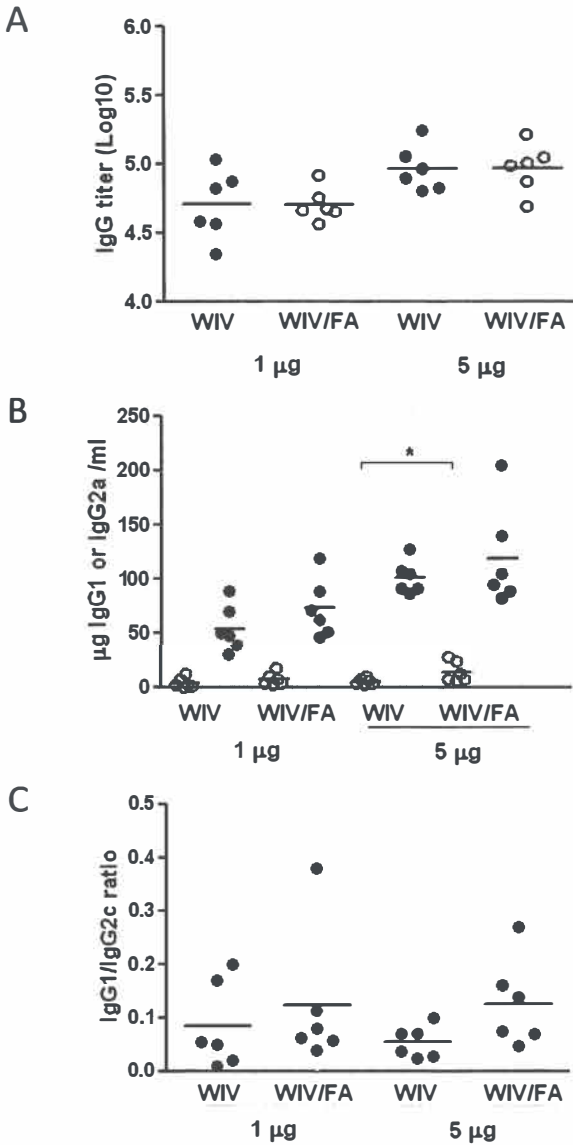 A
IgG titer (Log10)
6.0
5.5
5.0
4.5
4.0
WIV WIV/FA WIV WIV/FA
1 µg 5 µg
B
µg IgG1 or IgG2a /ml
250
200
150
100
50
0
*
WIV WIV/FA WIV WIV/FA
1 µg 5 µg
C
IgG1/IgG2c ratio
0.5
0.4
0.3
0.2
0.1
0.0
WIV WIV/FA WIV WIV/FA
1 µg 5 µg